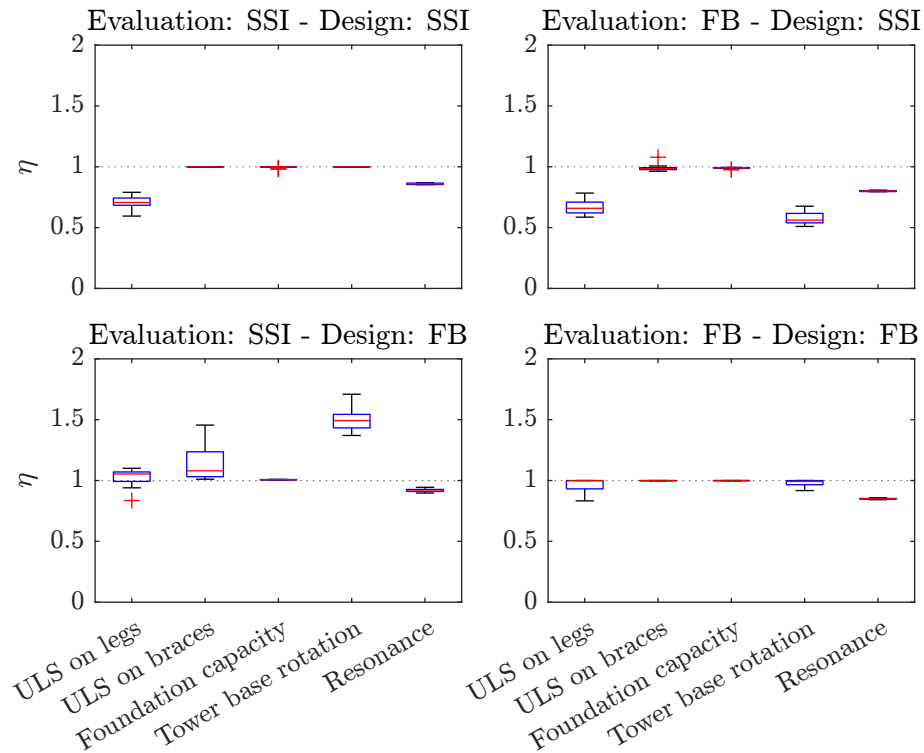 Evaluation: SSI - Design: SSI
Evaluation: FB - Design: SSI
2
1.5
1
0.5
0
η
2
1.5
1
0.5
0
Evaluation: SSI - Design: FB
Evaluation: FB - Design: FB
2
1.5
1
0.5
0
η
2
1.5
1
0.5
0
ULS on legs
ULS on braces
Foundation capacity
Tower base rotation
Resonance
ULS on legs
ULS on braces
Foundation capacity
Tower base rotation
Resonance